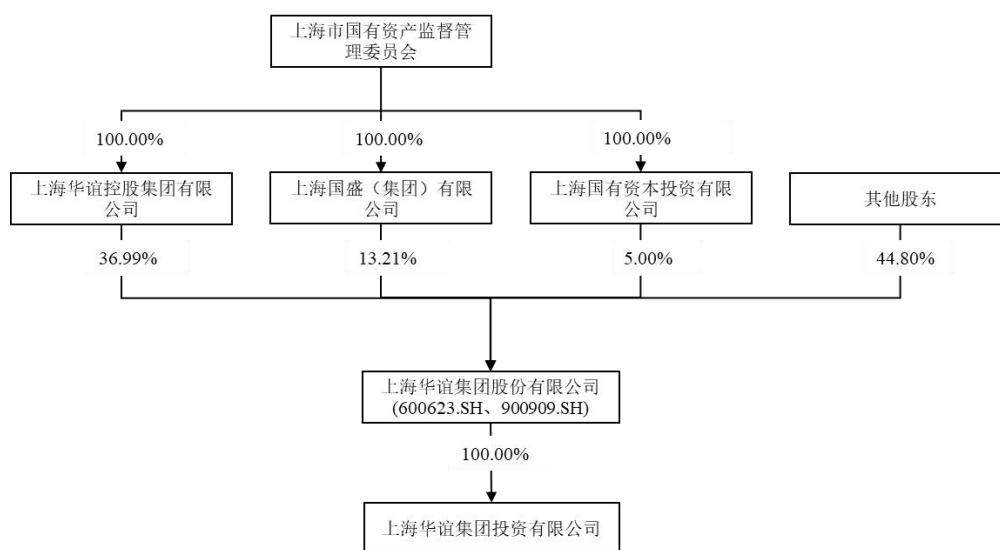 上海市国有资产监督管
理委员会
100.00%
100.00%
100.00%
上海华谊控股集团有限
公司
上海国盛（集团）有限
公司
上海国有资本投资有限
公司
其他股东
36.99%
13.21%
5.00%
44.80%
上海华谊集团股份有限公司
(600623.SH、900909.SH)
100.00%
上海华谊集团投资有限公司